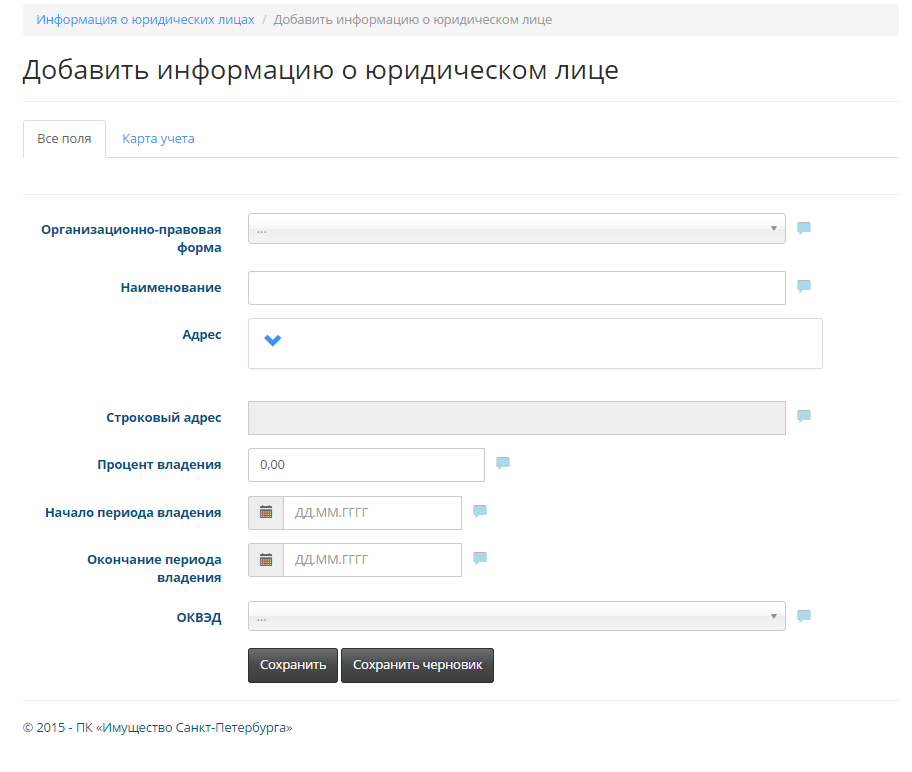 Информация о юридических лицах / Добавить информацию о юридическом лице
Добавить информацию о юридическом лице
Все поля
Карта учета
Организационно-правовая
форма
...
Наименование
Адрес
Строковый адрес
Процент владения
0,00
Начало периода владения
ДД.ММ.ГГГГ
Окончание периода
владения
ДД.ММ.ГГГГ
ОКВЭД
...
Сохранить
Сохранить черновик
© 2015 - ПК «Имущество Санкт-Петербурга»